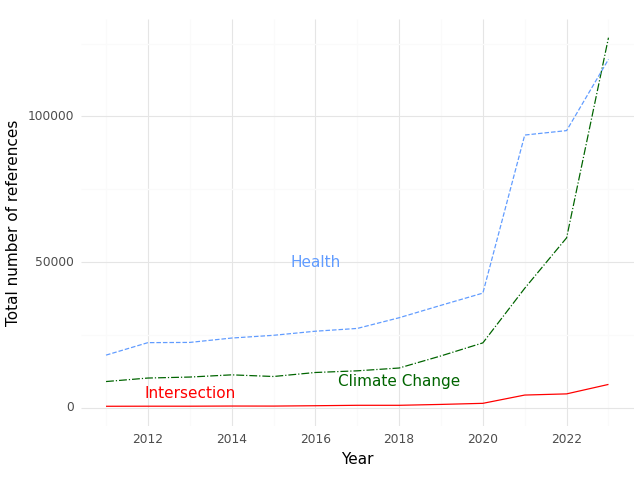 Total number of references
100000
50000
0
Health
Climate Change
Intersection
2012 2014 2016 2018 2020 2022
Year